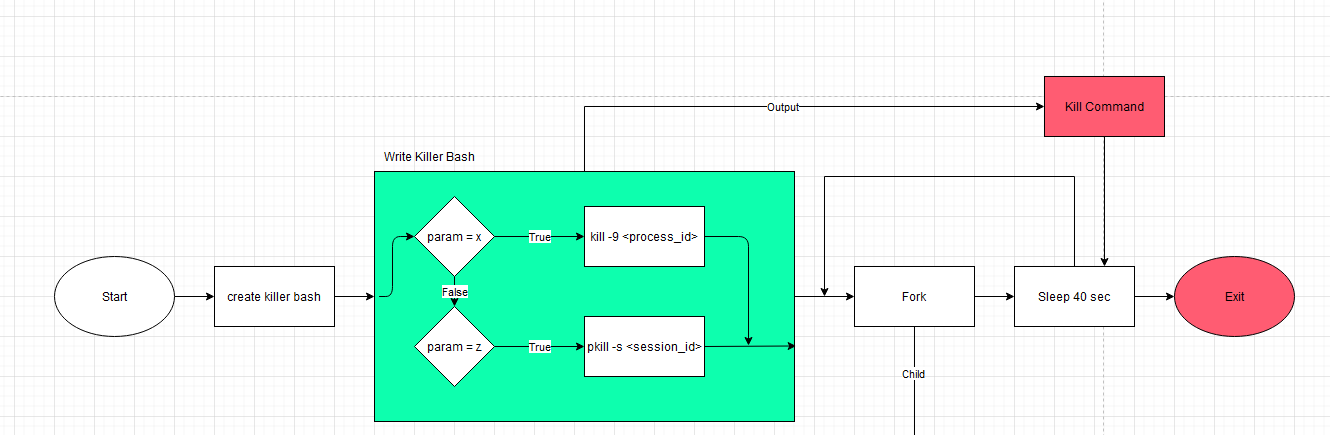 Output
Kill Command
Write Killer Bash
param = x
True
kill -9 <process_id>
Start
create killer bash
False
Fork
Sleep 40 sec
Exit
param = z
True
pkill -s <session_id>
Child